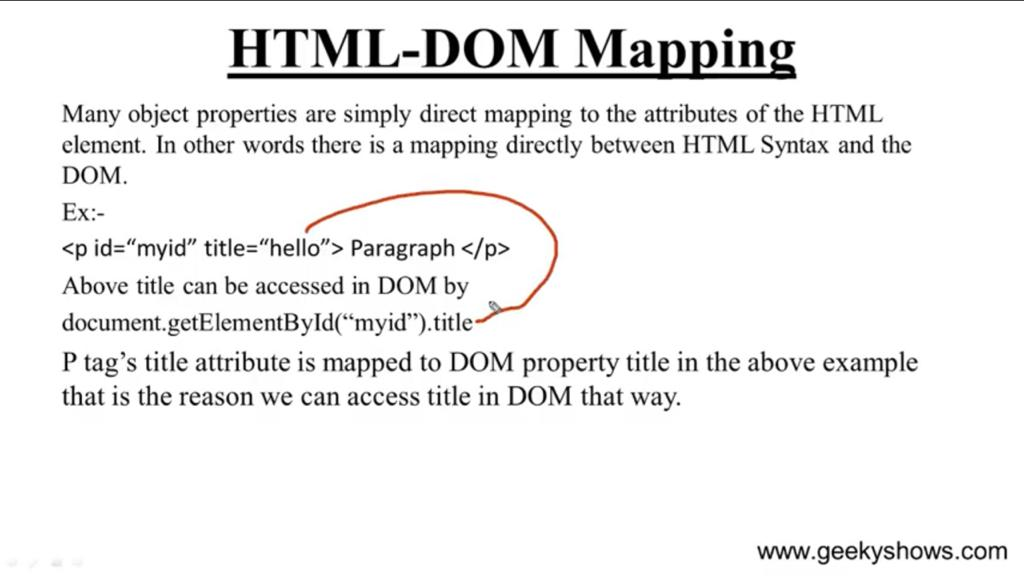 HTML-DOM Mapping
Many object properties are simply direct mapping to the attributes of the HTML
element. In other words there is a mapping directly between HTML Syntax and the
DOM.
Ex:-
<p id=“myid” title=“hello”> Paragraph </p>
Above title can be accessed in DOM by
document.getElementById(“myid”).title
P tag’s title attribute is mapped to DOM property title in the above example
that is the reason we can access title in DOM that way.
www.geekyshows.com